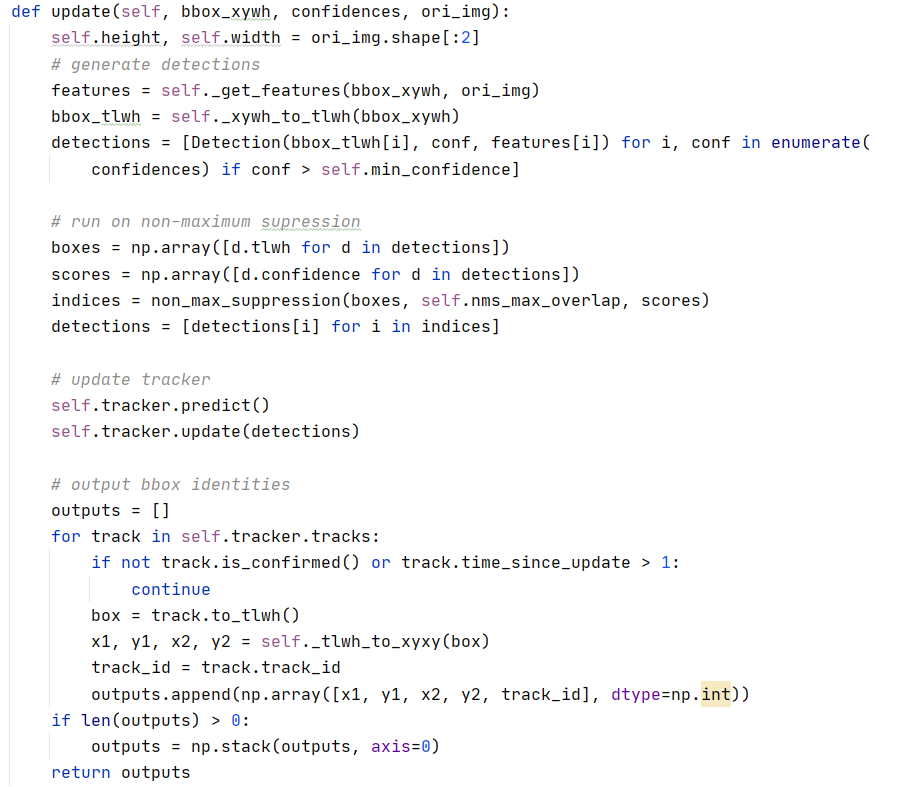 def update(self, bbox_xywh, confidences, ori_img):
    self.height, self.width = ori_img.shape[:2]
    # generate detections
    features = self._get_features(bbox_xywh, ori_img)
    bbox_tlwh = self._xywh_to_tlwh(bbox_xywh)
    detections = [Detection(bbox_tlwh[i], conf, features[i]) for i, conf in enumerate(
        confidences) if conf > self.min_confidence]

    # run on non-maximum supression
    boxes = np.array([d.tlwh for d in detections])
    scores = np.array([d.confidence for d in detections])
    indices = non_max_suppression(boxes, self.nms_max_overlap, scores)
    detections = [detections[i] for i in indices]

    # update tracker
    self.tracker.predict()
    self.tracker.update(detections)

    # output bbox identities
    outputs = []
    for track in self.tracker.tracks:
        if not track.is_confirmed() or track.time_since_update > 1:
            continue
        box = track.to_tlwh()
        x1, y1, x2, y2 = self._tlwh_to_xyxy(box)
        track_id = track.track_id
        outputs.append(np.array([x1, y1, x2, y2, track_id], dtype=np.int))
    if len(outputs) > 0:
        outputs = np.stack(outputs, axis=0)
    return outputs